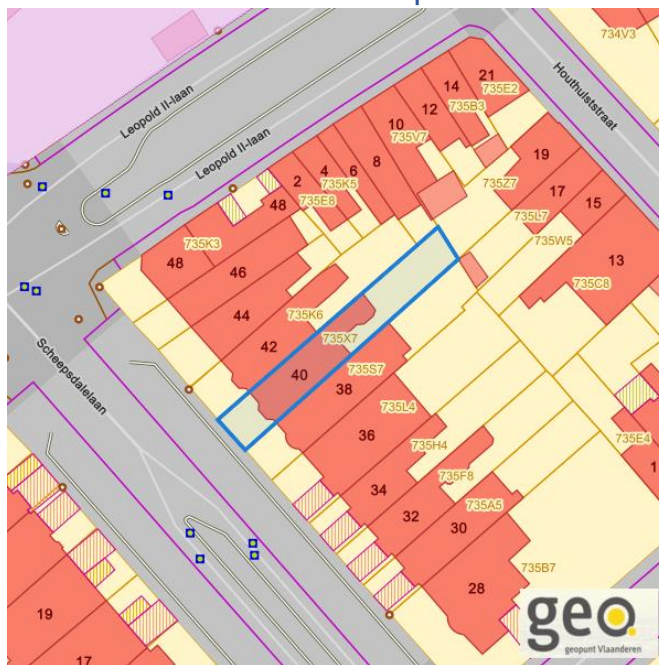 734V3
Leopold II-laan
Houthulststraat
14
21
735E2
10
12
735B3
735V7
Leopold II-laan
2
4
6
8
735K5
735E8
48
19
735Z7
17
15
735L7
735W5
735K3
48
46
13
735C8
44
735K6
735X7
42
735S7
40
38
Scheepsdalelaan
735L4
36
735H4
735E4
735F8
34
735A5
32
30
735B7
28
19
17
geo.
geopunt Vlaanderen